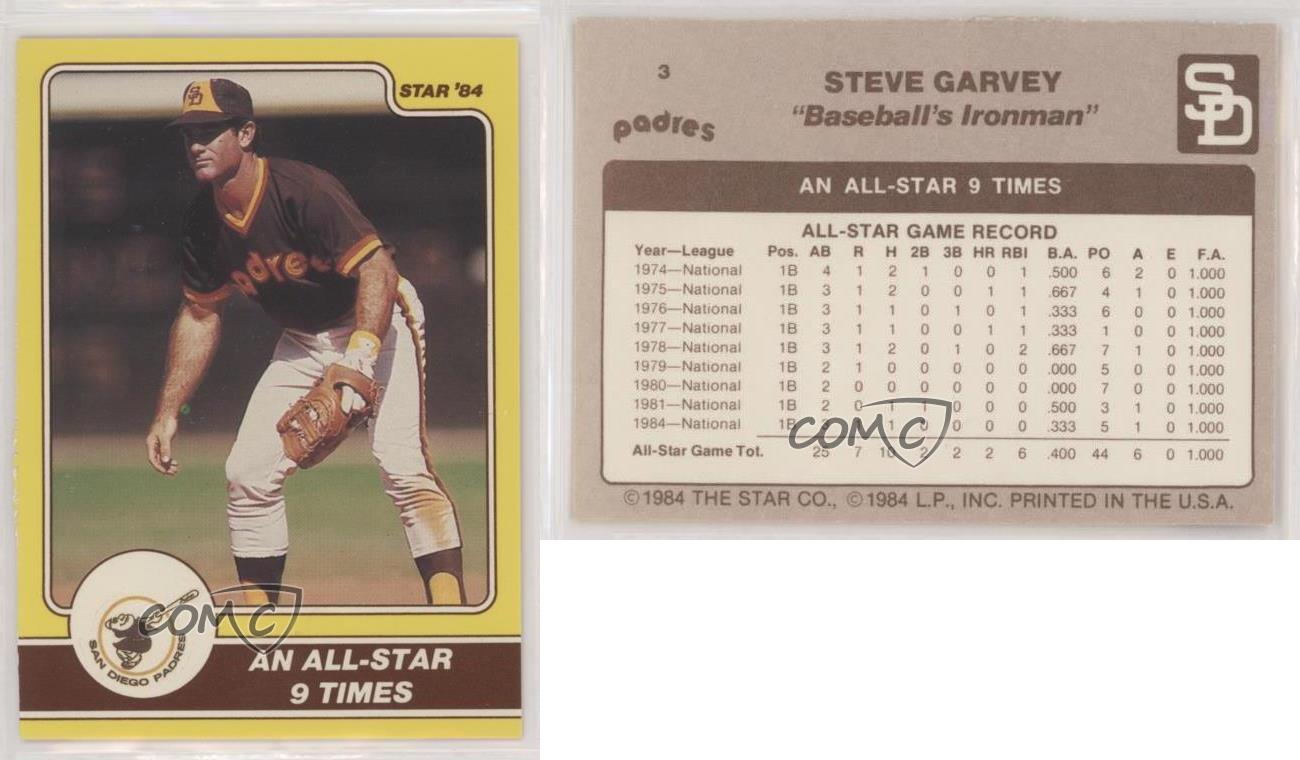 STAR '84
SD
Padres
COMC
SAN DIEGO PADRES
AN ALL-STAR
9 TIMES
3
padres
STEVE GARVEY
"Baseball's Ironman"
SD
AN ALL-STAR 9 TIMES
ALL-STAR GAME RECORD
Year—League Pos. AB R H 2B 3B HR RBI B.A. PO A E F.A.
1974—National 1B 4 1 2 1 0 0 1 .500 6 2 0 1.000
1975—National 1B 3 1 2 0 0 1 1 .667 4 1 0 1.000
1976—National 1B 3 1 1 0 1 0 1 .333 6 0 0 1.000
1977—National 1B 3 1 1 0 0 1 1 .333 1 0 0 1.000
1978—National 1B 3 1 2 0 1 0 2 .667 7 1 0 1.000
1979—National 1B 2 1 0 0 0 0 0 .000 5 0 0 1.000
1980—National 1B 2 0 0 0 0 0 0 .000 7 0 0 1.000
1981—National 1B 2 0 1 1 0 0 0 .500 3 1 0 1.000
1984—National 1B 1 0 0 0 .333 5 1 0 1.000
All-Star Game Tot. 25 7 10 2 2 2 6 .400 44 6 0 1.000
COMC
©1984 THE STAR CO., ©1984 L.P., INC. PRINTED IN THE U.S.A.